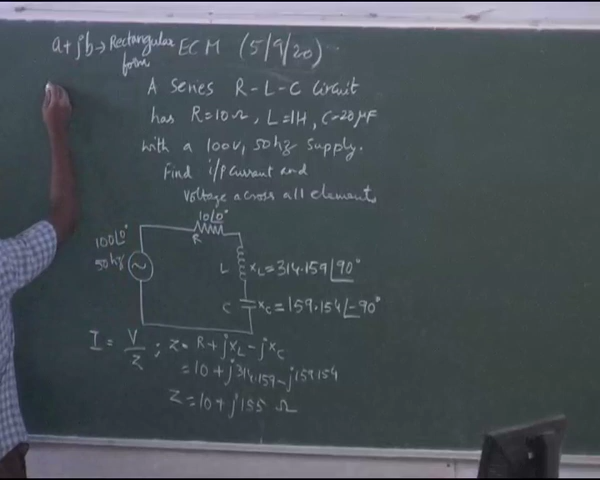 a+jb→Rectangular form
ECM (5/9/20)
A series R-L-C Circuit
has R=10Ω, L=1H, C=20μF
with a 100V, 50hz supply.
Find i/p current and
voltage across all elements
10∠0°
R
100∠0°
50hz
L XL=314.159∠90°
C XC=159.154∠-90°
I = V/Z ; Z= R+jXL-jXC
=10+j314.159-j159.154
Z=10+j155 Ω